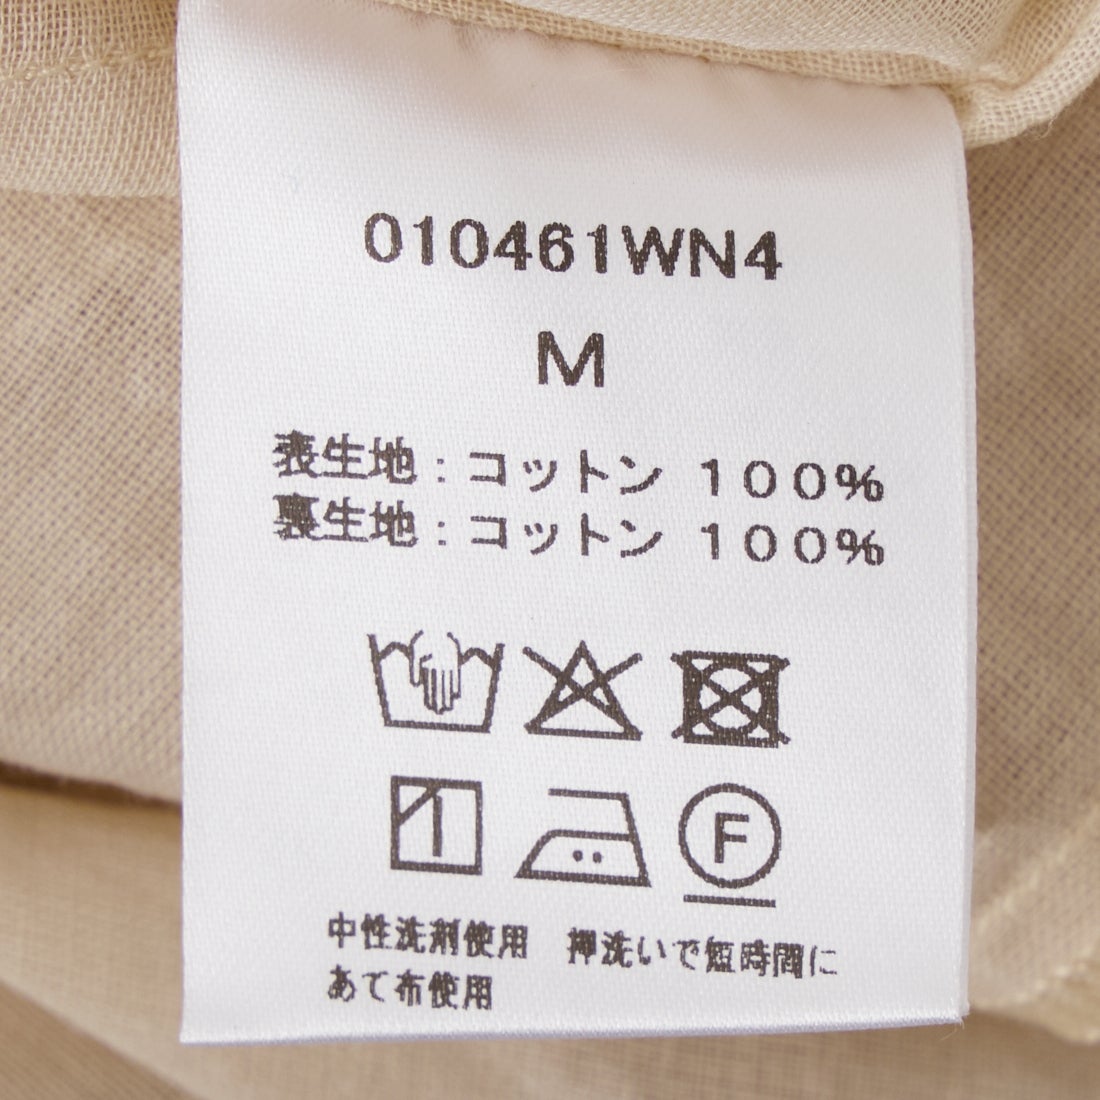 010461WN4
M
表生地：コットン 100%
裏生地：コットン 100%
F
中性洗剤使用 押洗いで短時間に
あて布使用